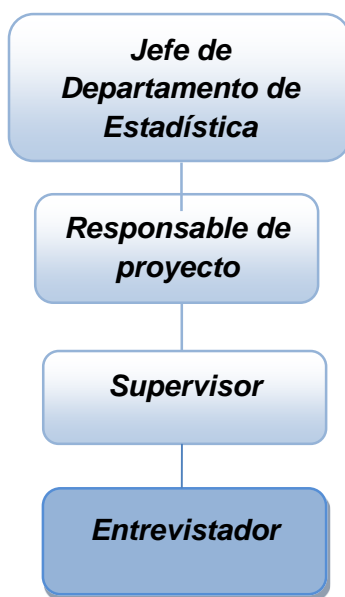 Jefe de
Departamento de
Estadística
Responsable de
proyecto
Supervisor
Entrevistador